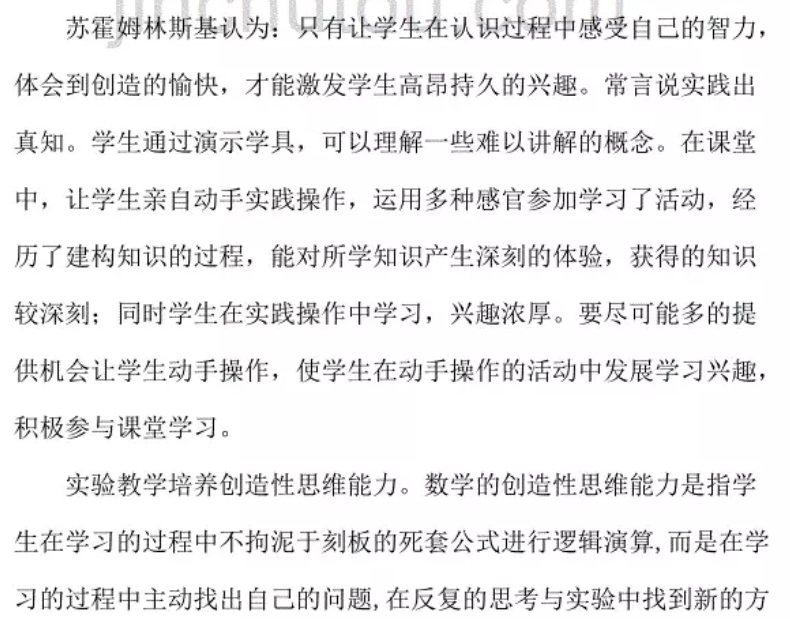 苏霍姆林斯基认为：只有让学生在认识过程中感受自己的智力，
体会到创造的愉快，才能激发学生高昂持久的兴趣。常言说实践出
真知。学生通过演示学具，可以理解一些难以讲解的概念。在课堂
中，让学生亲自动手实践操作，运用多种感官参加学习了活动，经
历了建构知识的过程，能对所学知识产生深刻的体验，获得的知识
较深刻；同时学生在实践操作中学习，兴趣浓厚。要尽可能多的提
供机会让学生动手操作，使学生在动手操作的活动中发展学习兴趣，
积极参与课堂学习。
实验教学培养创造性思维能力。数学的创造性思维能力是指学
生在学习的过程中不拘泥于刻板的死套公式进行逻辑演算,而是在学
习的过程中主动找出自己的问题,在反复的思考与实验中找到新的方